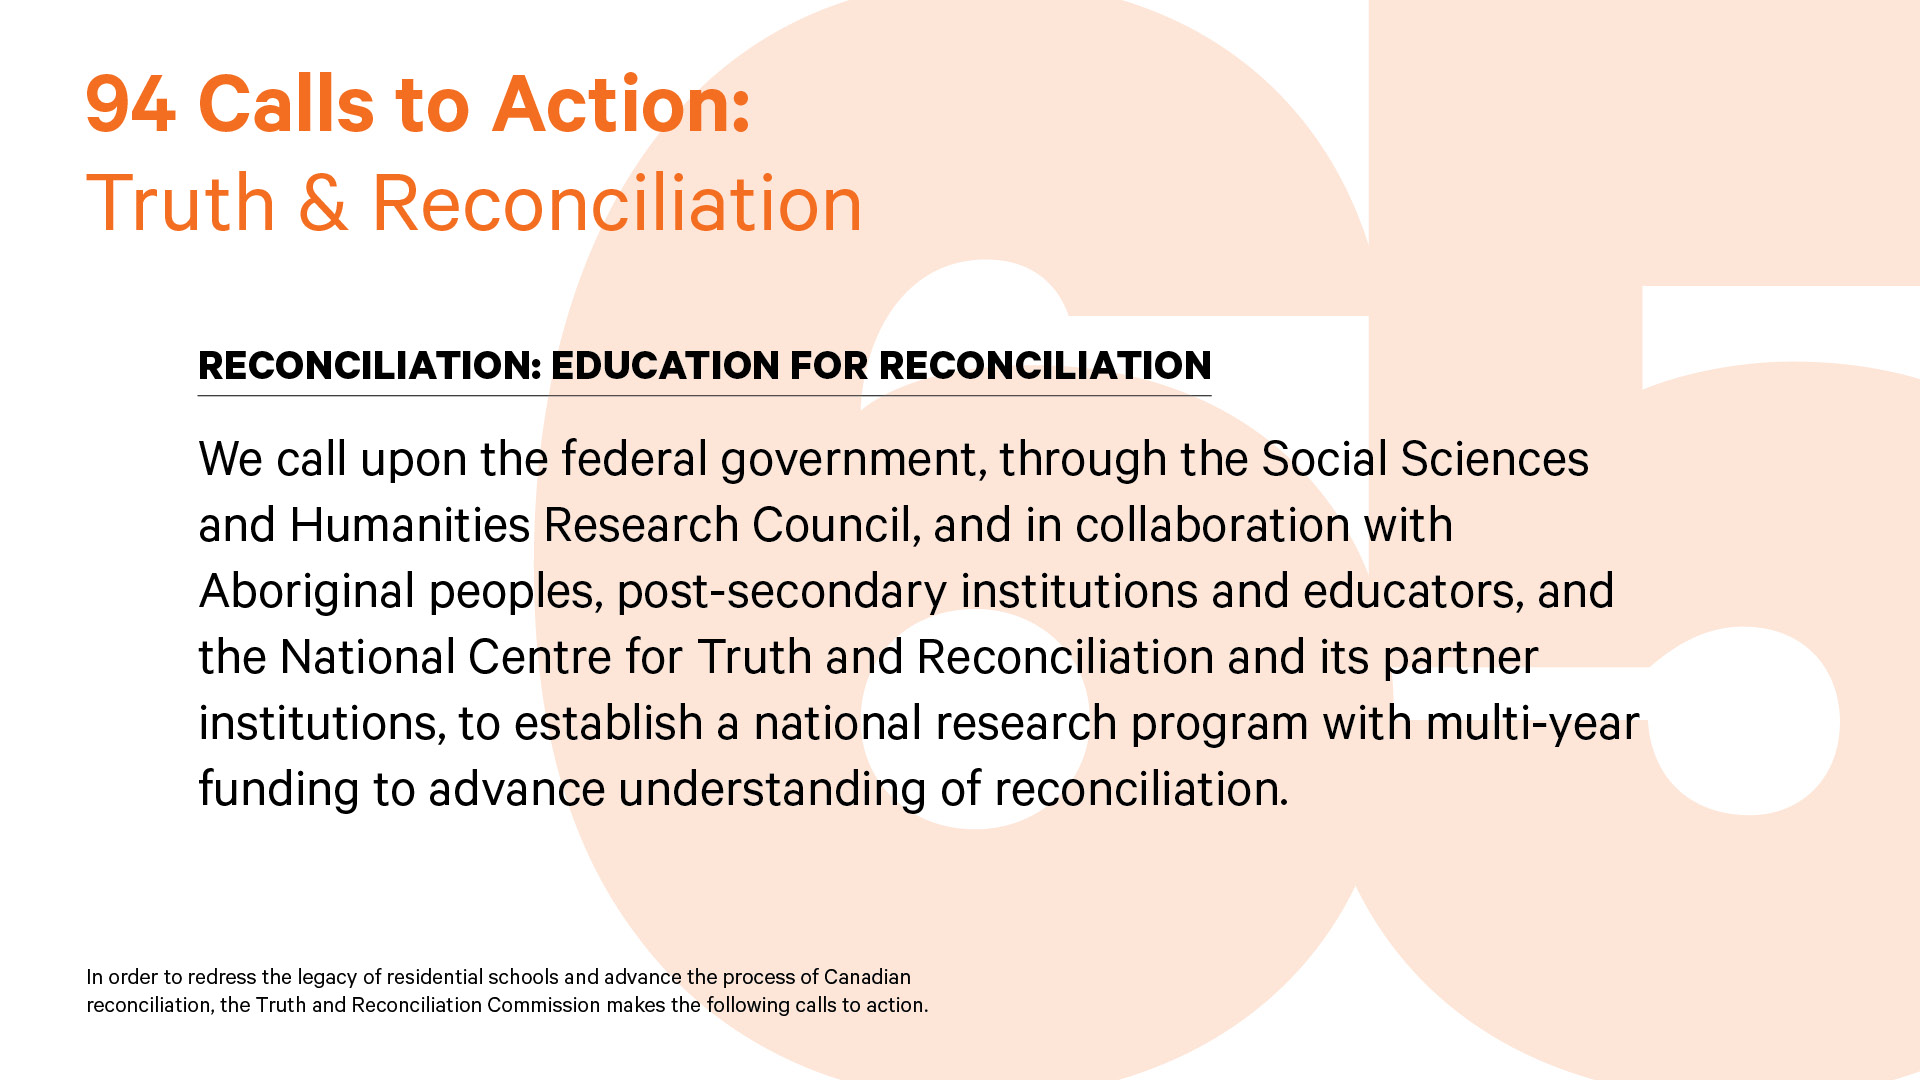 94 Calls to Action:
Truth & Reconciliation
65
RECONCILIATION: EDUCATION FOR RECONCILIATION
We call upon the federal government, through the Social Sciences
and Humanities Research Council, and in collaboration with
Aboriginal peoples, post-secondary institutions and educators, and
the National Centre for Truth and Reconciliation and its partner
institutions, to establish a national research program with multi-year
funding to advance understanding of reconciliation.
In order to redress the legacy of residential schools and advance the process of Canadian
reconciliation, the Truth and Reconciliation Commission makes the following calls to action.